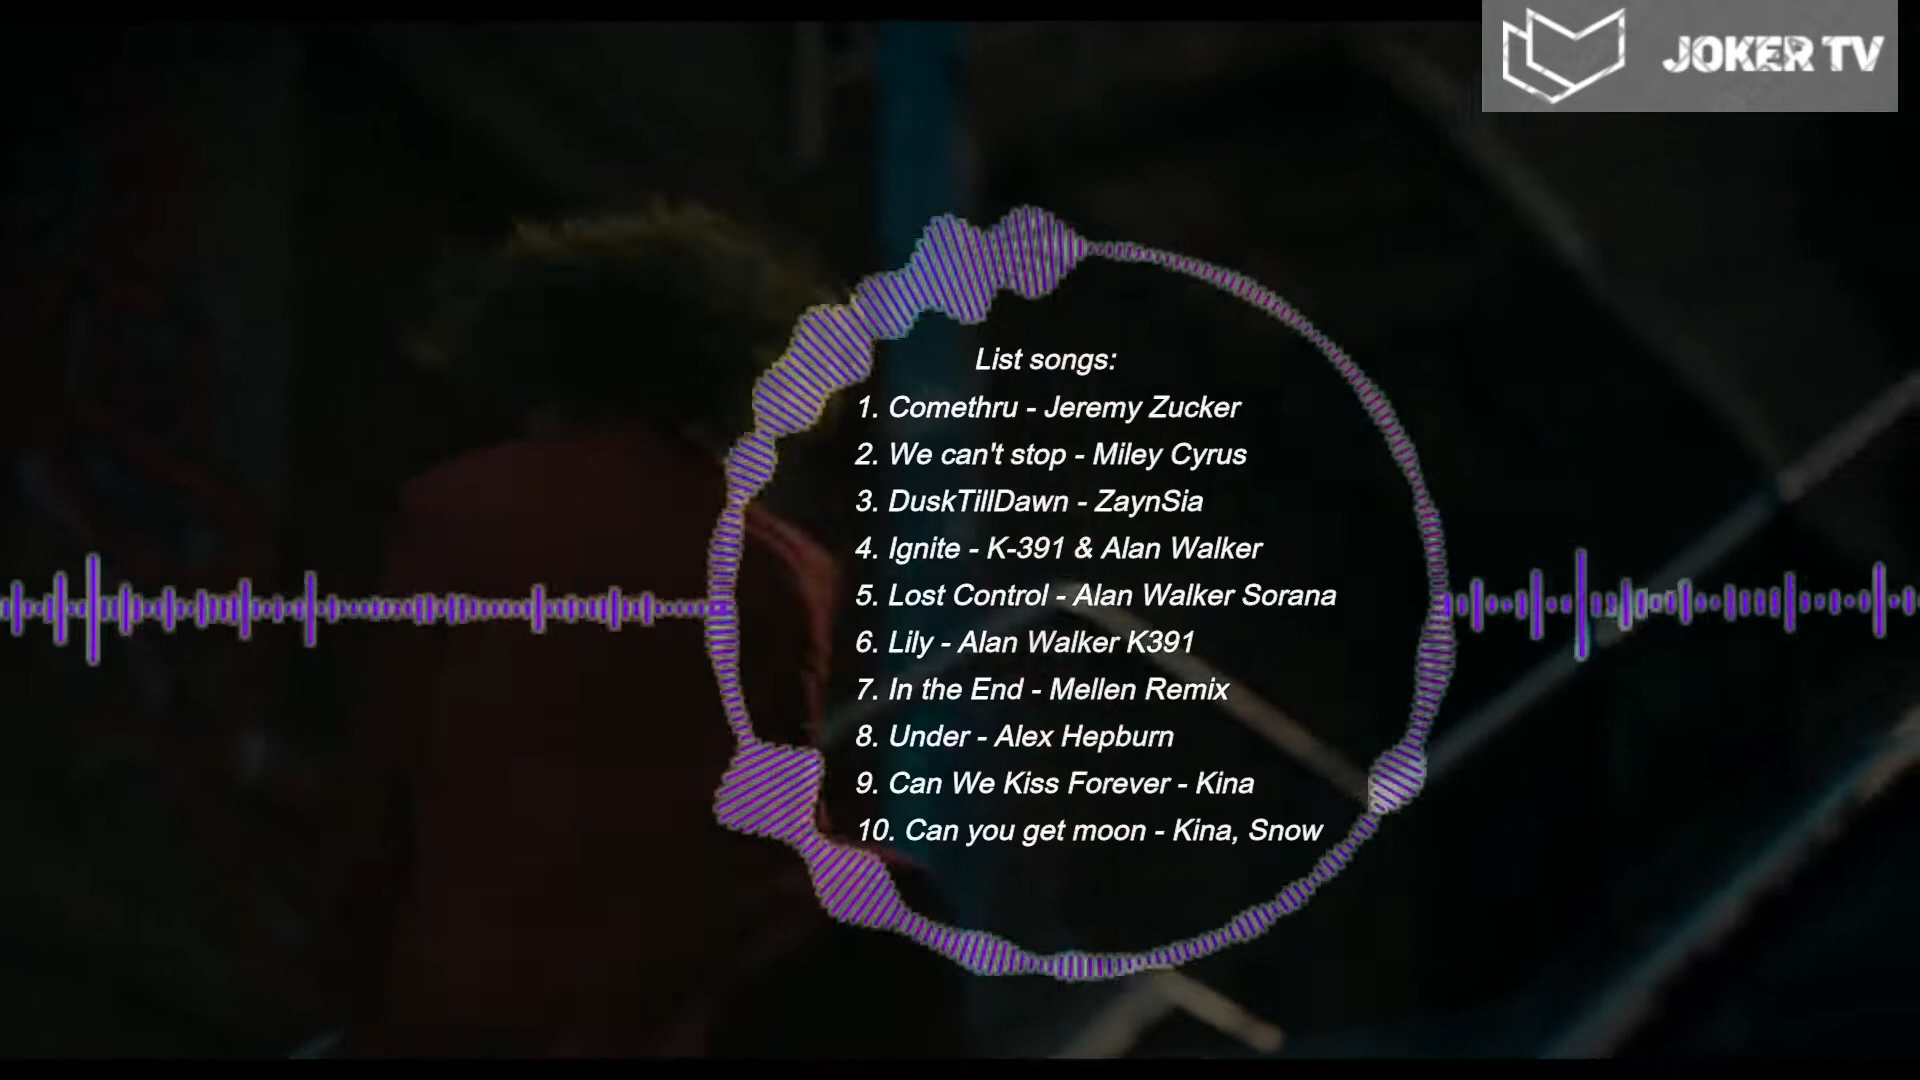 JOKER TV
List songs:
1. Comethru - Jeremy Zucker
2. We can't stop - Miley Cyrus
3. DuskTillDawn - ZaynSia
4. Ignite - K-391 & Alan Walker
5. Lost Control - Alan Walker Sorana
6. Lily - Alan Walker K391
7. In the End - Mellen Remix
8. Under - Alex Hepburn
9. Can We Kiss Forever - Kina
10. Can you get moon - Kina, Snow